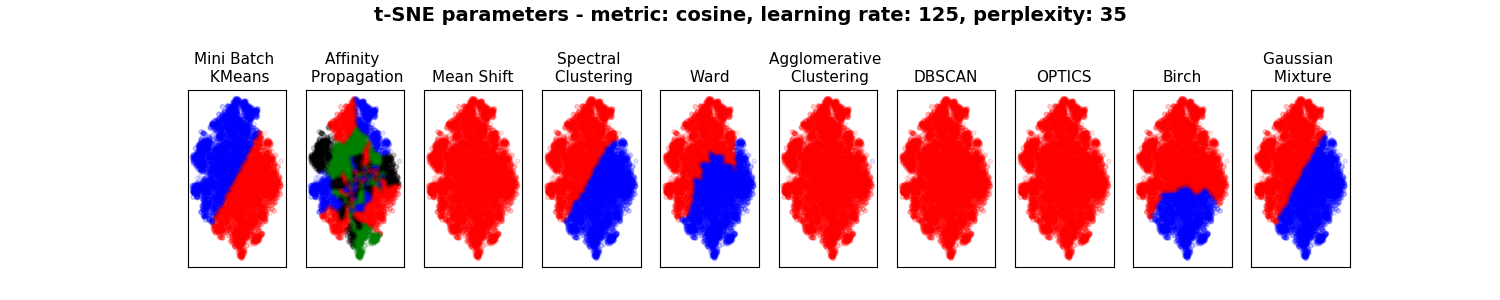 t-SNE parameters - metric: cosine, learning rate: 125, perplexity: 35
Mini Batch
KMeans
Affinity
Propagation
Mean Shift
Spectral
Clustering
Ward
Agglomerative
Clustering
DBSCAN
OPTICS
Birch
Gaussian
Mixture